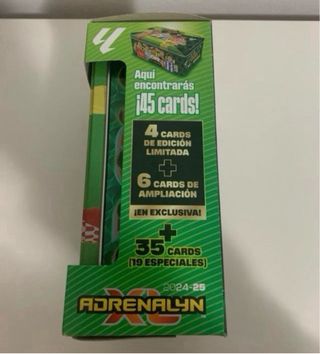 Aquí
encontrarás
¡45 cards!
4 CARDS
DE EDICIÓN
LIMITADA
+
6 CARDS DE
AMPLIACIÓN
¡EN EXCLUSIVA!
+
35 CARDS
(19 ESPECIALES)
2024-25
ADRENALYN
XL